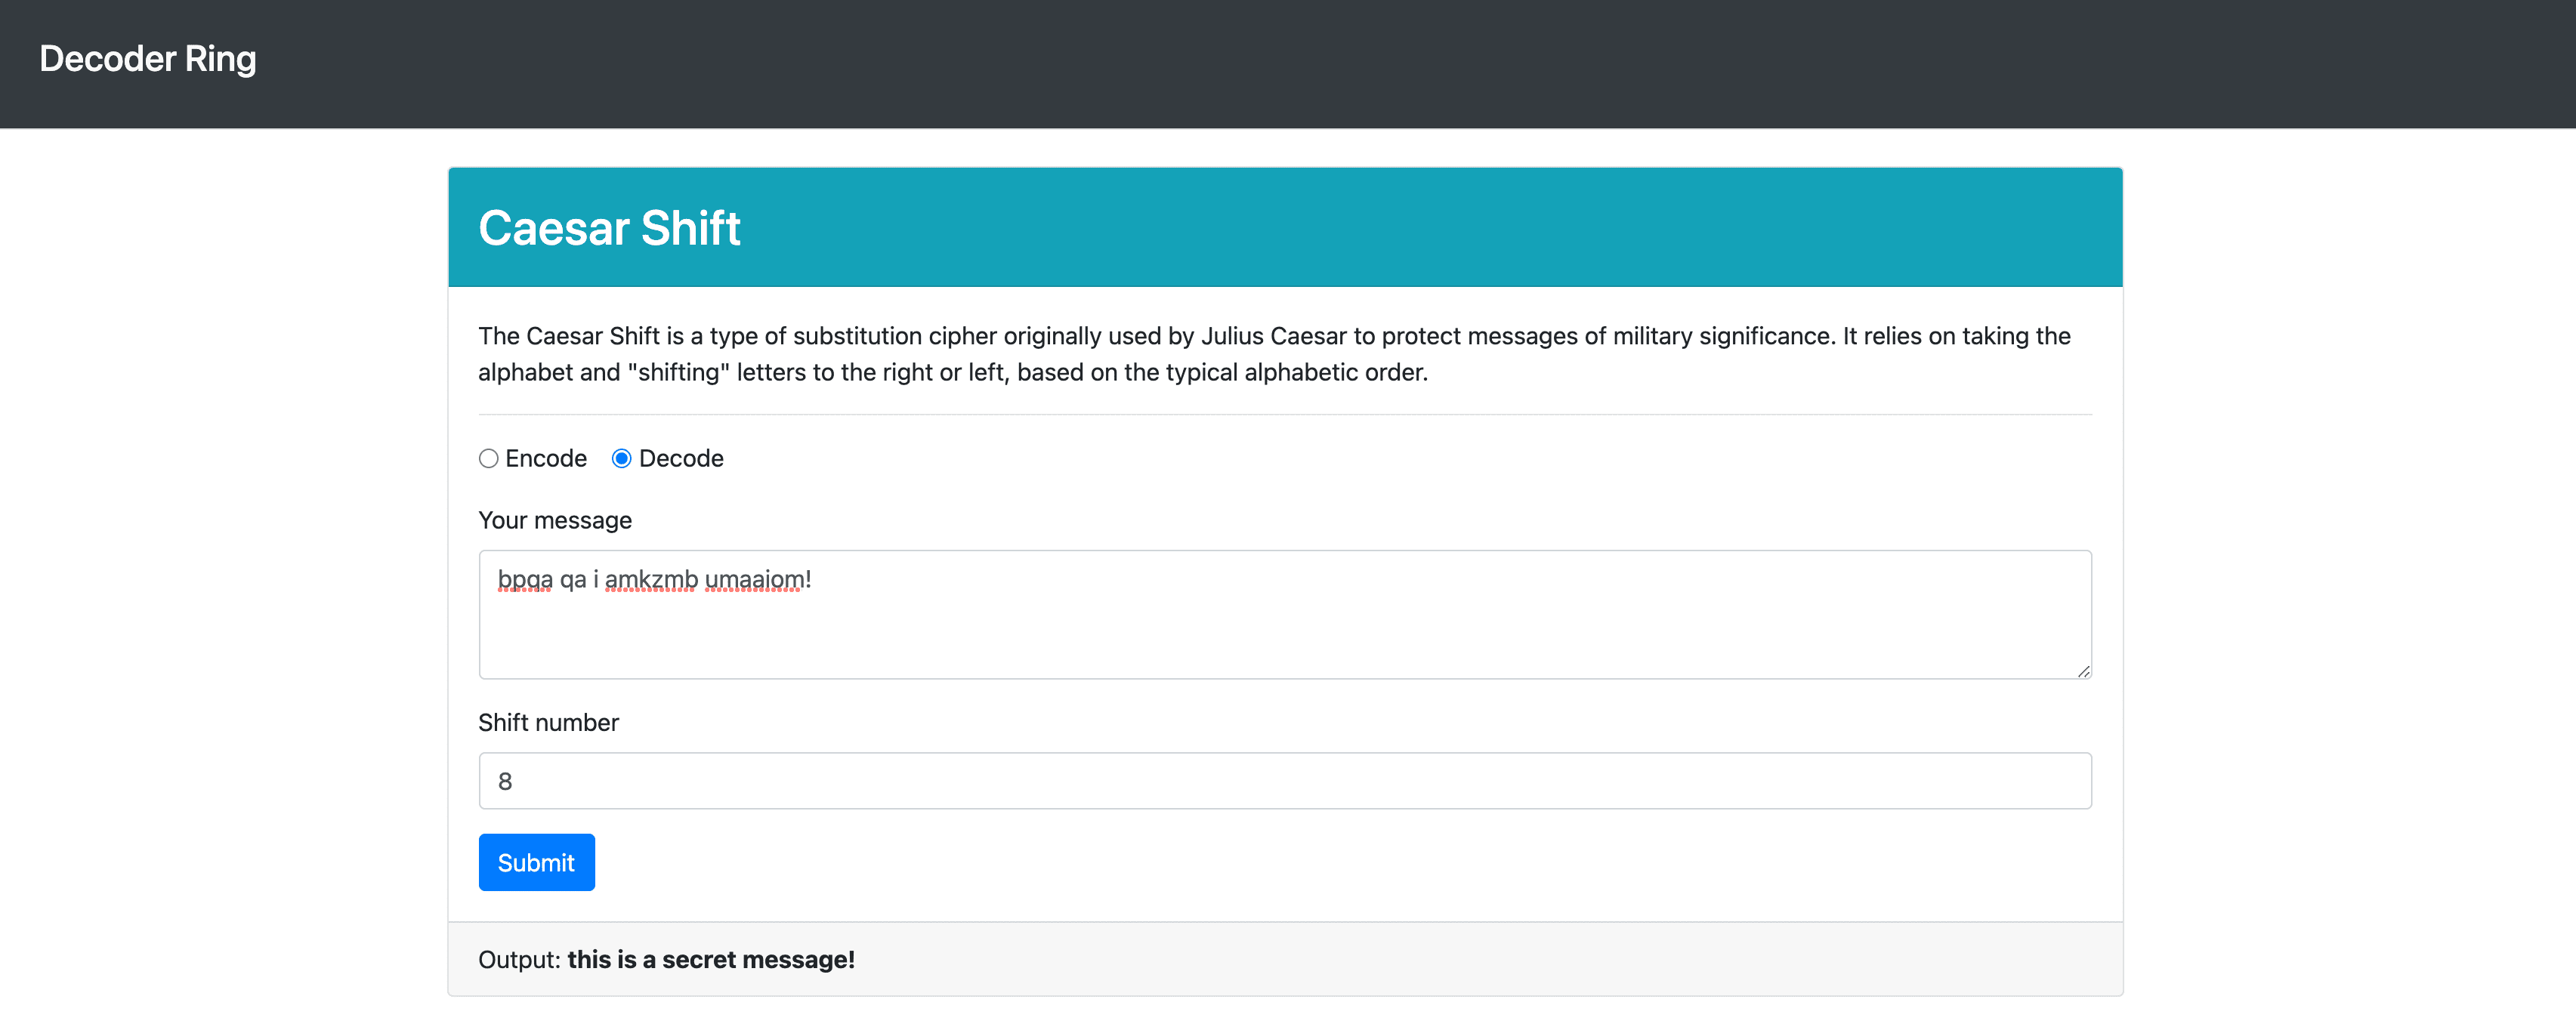 Decoder Ring
Caesar Shift
The Caesar Shift is a type of substitution cipher originally used by Julius Caesar to protect messages of military significance. It relies on taking the
alphabet and "shifting" letters to the right or left, based on the typical alphabetic order.
Encode Decode
Your message
bpqa qa i amkzmb umaaiom!
Shift number
8
Submit
Output: this is a secret message!